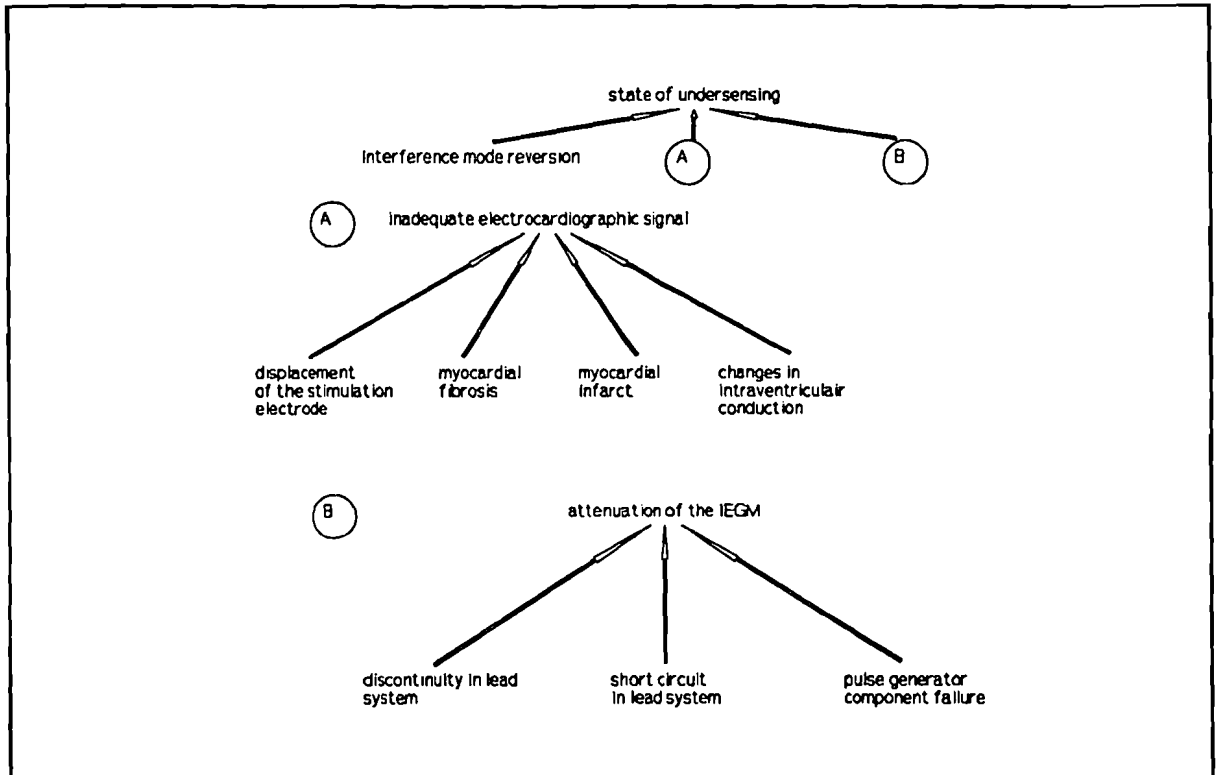 state of undersensing
Interference mode reversion
A
B
A
inadequate electrocardiographic signal
displacement
of the stimulation
electrode
myocardial
fibrosis
myocardial
infarct
changes in
intraventriculair
conduction
B
attenuation of the IEGM
discontinuity in lead
system
short circuit
in lead system
pulse generator
component failure